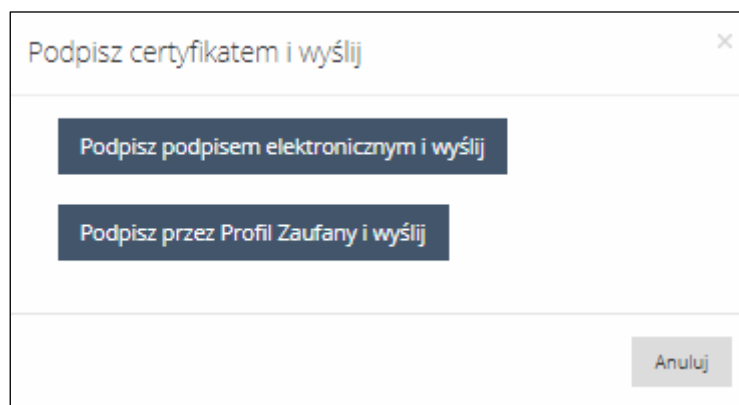 Podpisz certyfikatem i wyślij
×
Podpisz podpisem elektronicznym i wyślij
Podpisz przez Profil Zaufany i wyślij
Anuluj